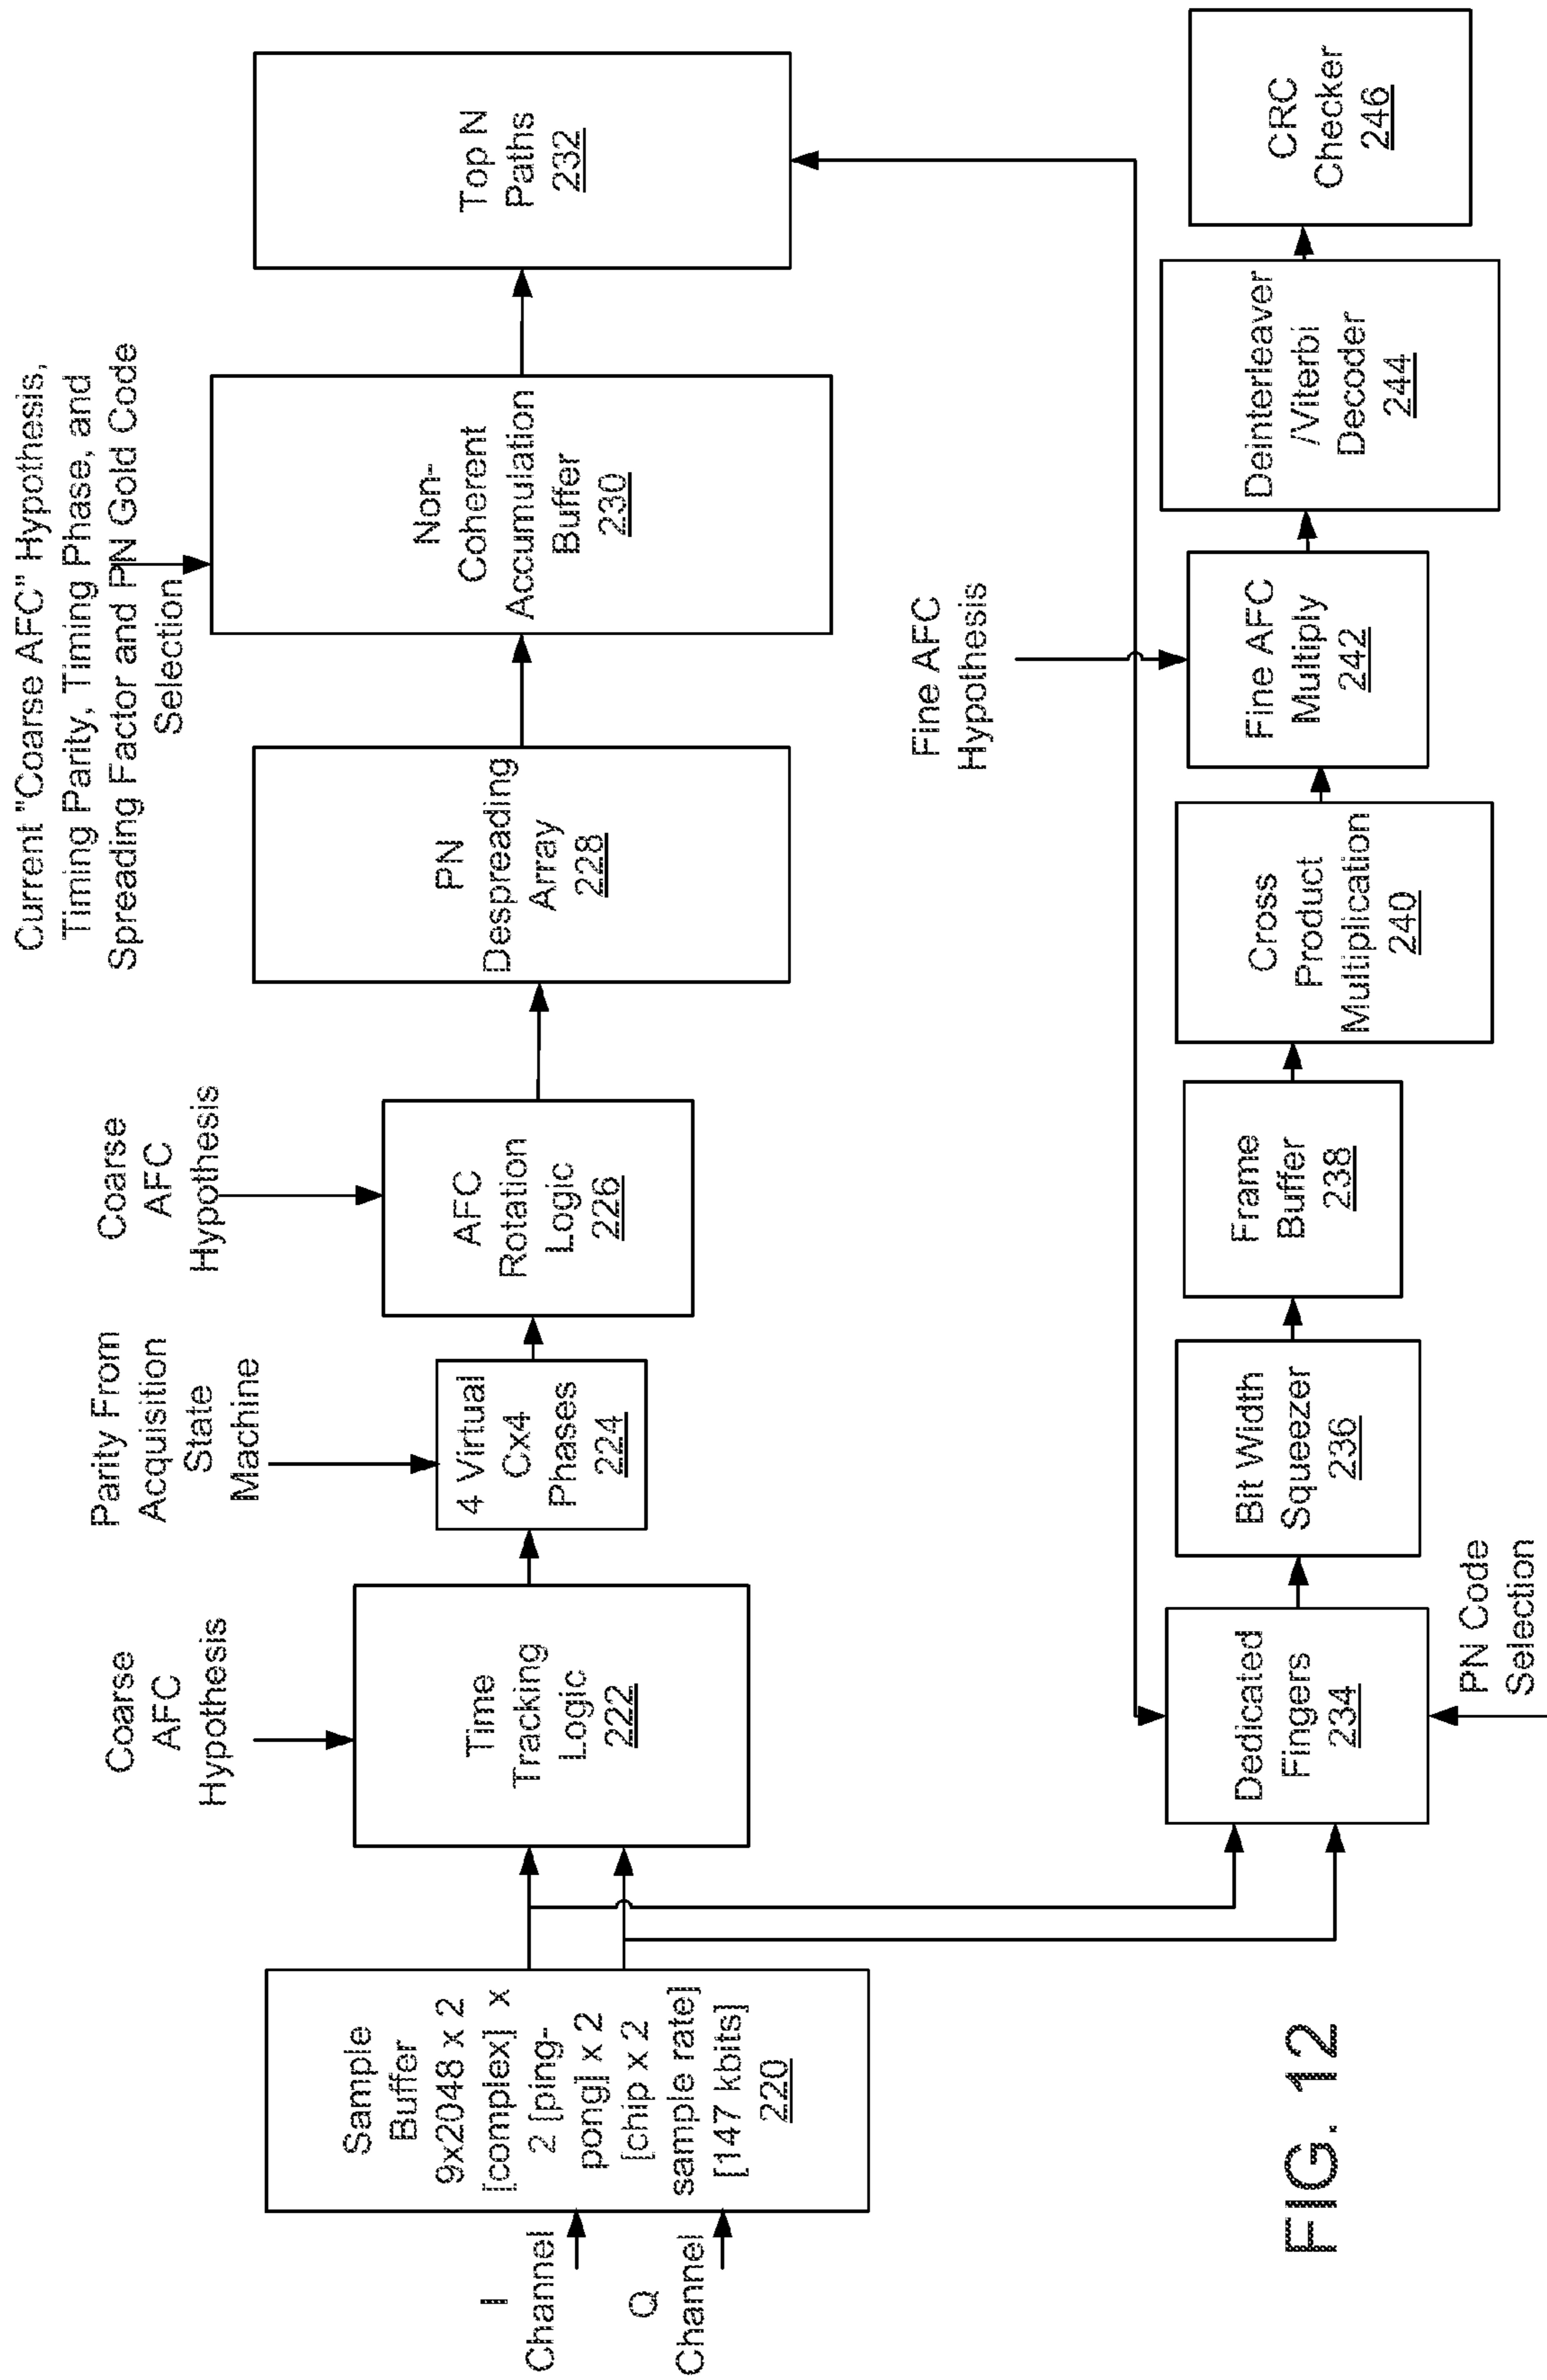 I
Channel
Q
Channel
Sample
Buffer
9x2048 x 2
[complex] x
2 [ping-
pong] x 2
[chip x 2
sample rate]
[147 kbits]
220
Coarse
AFC
Hypothesis
Time
Tracking
Logic
222
Parity From
Acquisition
State
Machine
4 Virtual
Cx4
Phases
224
Coarse
AFC
Hypothesis
AFC
Rotation
Logic
226
PN
Despreading
Array
228
Current "Coarse AFC" Hypothesis,
Timing Parity, Timing Phase, and
Spreading Factor and PN Gold Code
Selection
Non-
Coherent
Accumulation
Buffer
230
Top N
Paths
232
Dedicated
Fingers
234
PN Code
Selection
Bit Width
Squeezer
236
Frame
Buffer
238
Cross
Product
Multiplication
240
Fine AFC
Hypothesis
Fine AFC
Multiply
242
Deinterleaver
/Viterbi
Decoder
244
CRC
Checker
246
FIG. 12